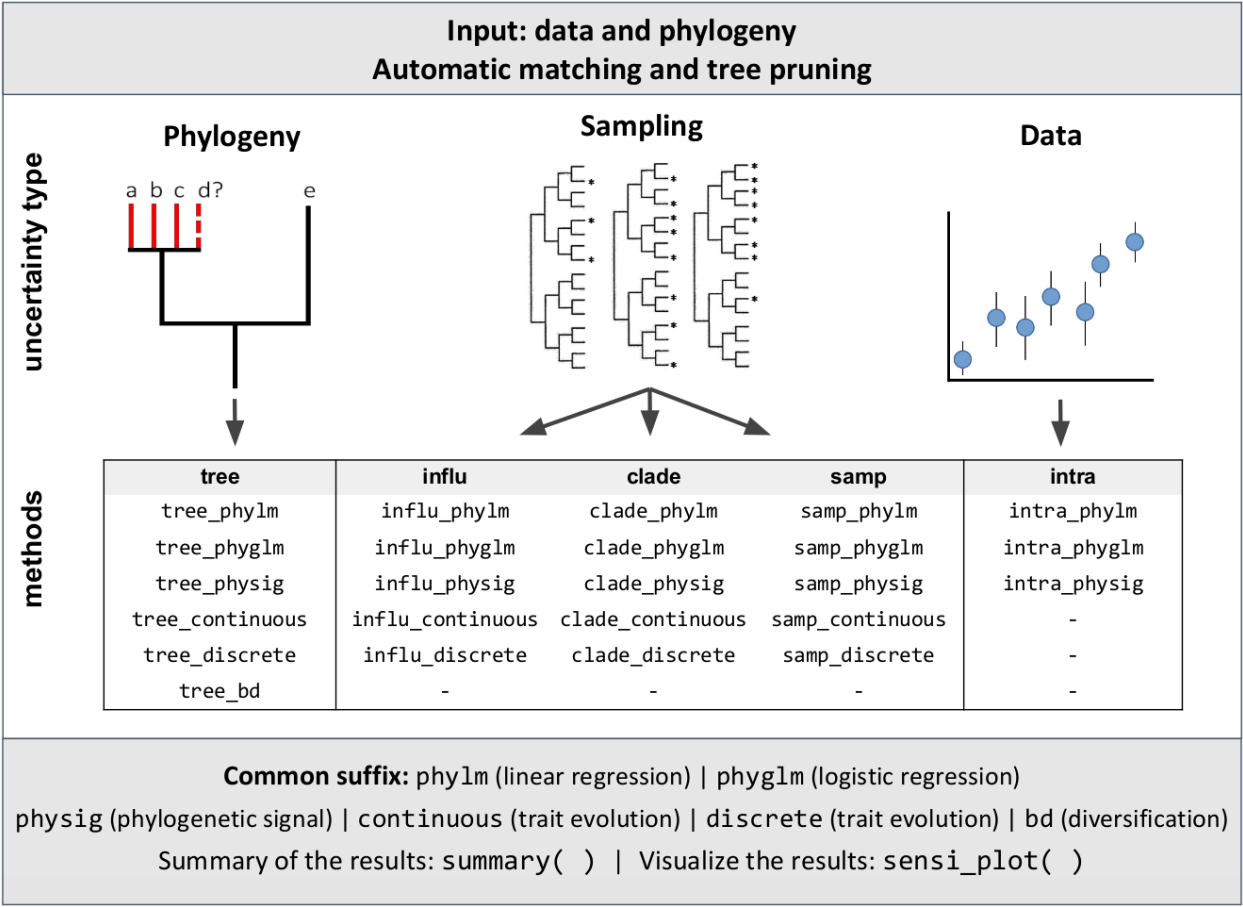 Input: data and phylogeny
Automatic matching and tree pruning
uncertainty type
Phylogeny
a b c d? e
Sampling
* * *
* * * * * * *
* * * * * * * *
Data
methods
tree influ clade samp intra
tree_phylm influ_phylm clade_phylm samp_phylm intra_phylm
tree_phyglm influ_phyglm clade_phyglm samp_phyglm intra_phyglm
tree_physig influ_physig clade_physig samp_physig intra_physig
tree_continuous influ_continuous clade_continuous samp_continuous -
tree_discrete influ_discrete clade_discrete samp_discrete -
tree_bd - - - -
Common suffix: phylm (linear regression) | phyglm (logistic regression)
physig (phylogenetic signal) | continuous (trait evolution) | discrete (trait evolution) | bd (diversification)
Summary of the results: summary( ) | Visualize the results: sensi_plot( )